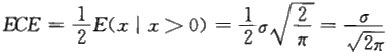 ECE = \frac{1}{2} E(x \mid x > 0) = \frac{1}{2} \sigma \sqrt{\frac{2}{\pi}} = \frac{\sigma}{\sqrt{2\pi}}